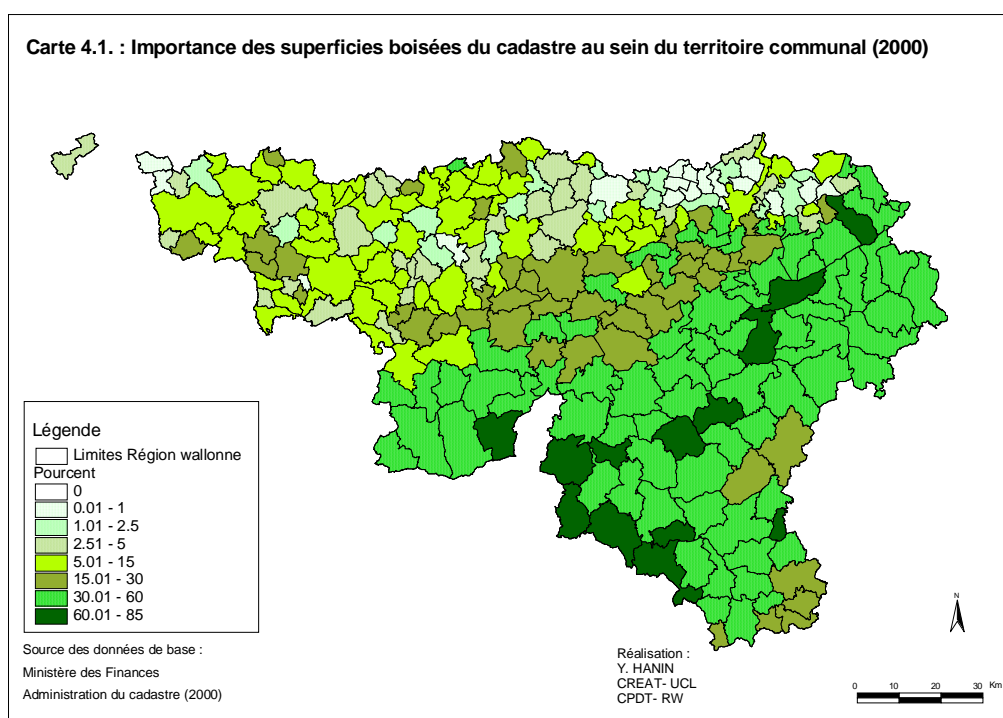 Carte 4.1. : Importance des superficies boisées du cadastre au sein du territoire communal (2000)
Légende
Limites Région wallonne
Pourcent
0
0.01 - 1
1.01 - 2.5
2.51 - 5
5.01 - 15
15.01 - 30
30.01 - 60
60.01 - 85
Source des données de base :
Ministère des Finances
Administration du cadastre (2000)
Réalisation :
Y. HANIN
CREAT- UCL
CPDT- RW
N
0 10 20 30 Km